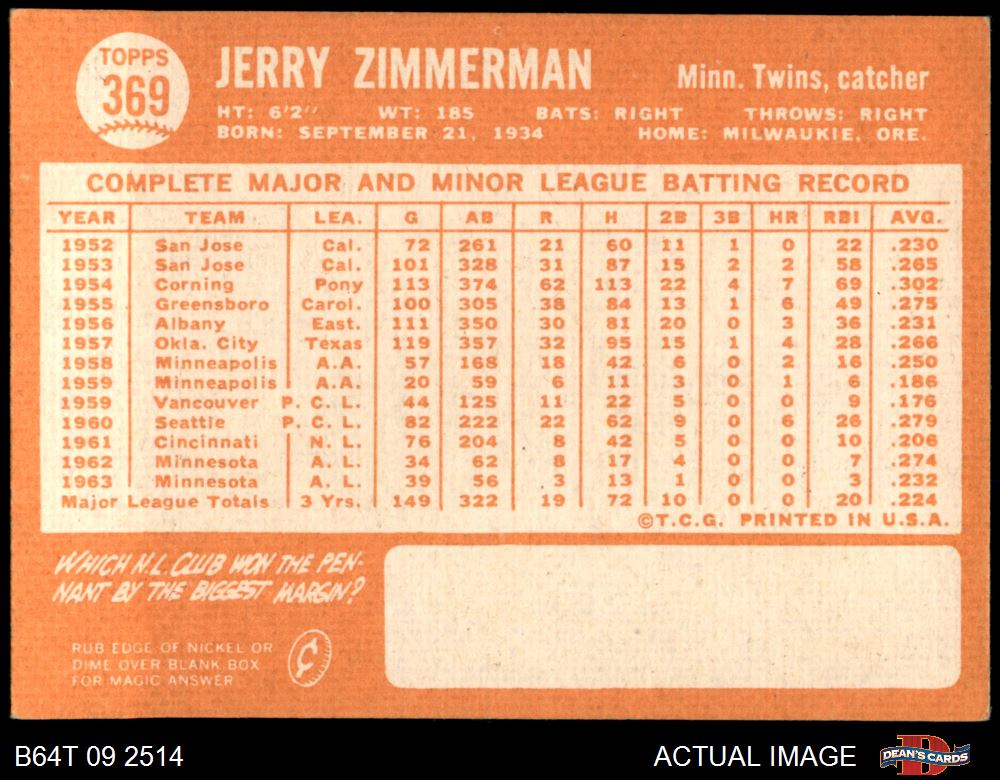 TOPPS
369
JERRY ZIMMERMAN
Minn. Twins, catcher
HT: 6'2'' WT: 185 BATS: RIGHT THROWS: RIGHT
BORN: SEPTEMBER 21, 1934 HOME: MILWAUKIE, ORE.
COMPLETE MAJOR AND MINOR LEAGUE BATTING RECORD
YEAR TEAM LEA. G AB R H 2B 3B HR RBI AVG.
1952 San Jose Cal. 72 261 21 60 11 1 0 22 .230
1953 San Jose Cal. 101 328 31 87 15 2 2 58 .265
1954 Corning Pony 113 374 62 113 22 4 7 69 .302
1955 Greensboro Carol. 100 305 38 84 13 1 6 49 .275
1956 Albany East. 111 350 30 81 20 0 3 36 .231
1957 Okla. City Texas 119 357 32 95 15 1 4 28 .266
1958 Minneapolis A.A. 57 168 18 42 6 0 2 16 .250
1959 Minneapolis A.A. 20 59 6 11 3 0 1 6 .186
1959 Vancouver P. C. L. 44 125 11 22 5 0 0 9 .176
1960 Seattle P. C. L. 82 222 22 62 9 0 6 26 .279
1961 Cincinnati N. L. 76 204 8 42 5 0 0 10 .206
1962 Minnesota A. L. 34 62 8 17 4 0 0 7 .274
1963 Minnesota A. L. 39 56 3 13 1 0 0 3 .232
Major League Totals 3 Yrs. 149 322 19 72 10 0 0 20 .224
©T.C.G. PRINTED IN U.S.A.
WHICH N.L. CLUB WON THE PEN-
NANT BY THE BIGGEST MARGIN?
RUB EDGE OF NICKEL OR
DIME OVER BLANK BOX
FOR MAGIC ANSWER
¢
B64T 09 2514
ACTUAL IMAGE
D
DEAN'S CARDS